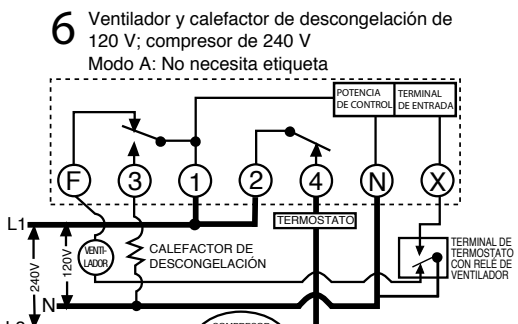 6 Ventilador y calefactor de descongelación de
120 V; compresor de 240 V
Modo A: No necesita etiqueta
POTENCIA
DE CONTROL
TERMINAL
DE ENTRADA
F 3 1 2 4 N X
L1
TERMOSTATO
240V
120V
VENTI-
LADOR
CALEFACTOR DE
DESCONGELACIÓN
TERMINAL DE
TERMOSTATO
CON RELÉ DE
VENTILADOR
N
L2
COMPRESOR